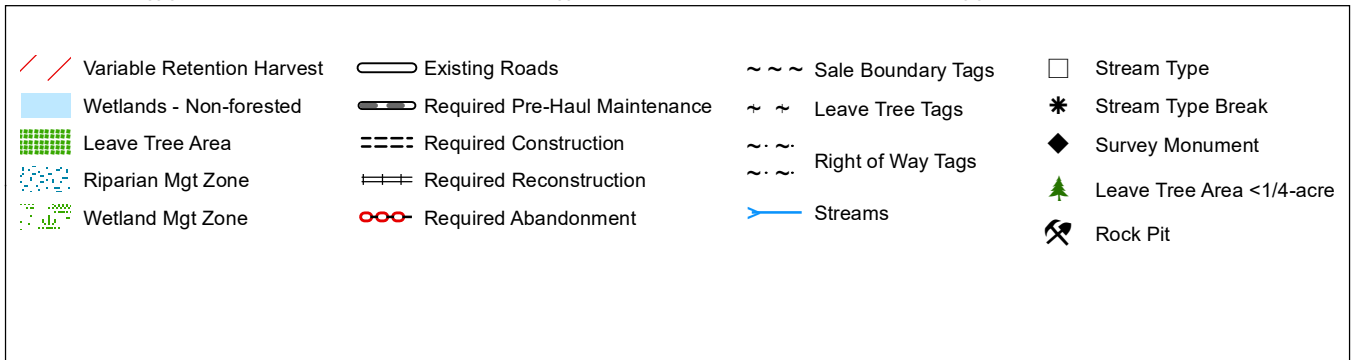 Variable Retention Harvest
Wetlands - Non-forested
Leave Tree Area
Riparian Mgt Zone
Wetland Mgt Zone
Existing Roads
Required Pre-Haul Maintenance
Required Construction
Required Reconstruction
Required Abandonment
Sale Boundary Tags
Leave Tree Tags
Right of Way Tags
Streams
Stream Type
Stream Type Break
Survey Monument
Leave Tree Area <1/4-acre
Rock Pit